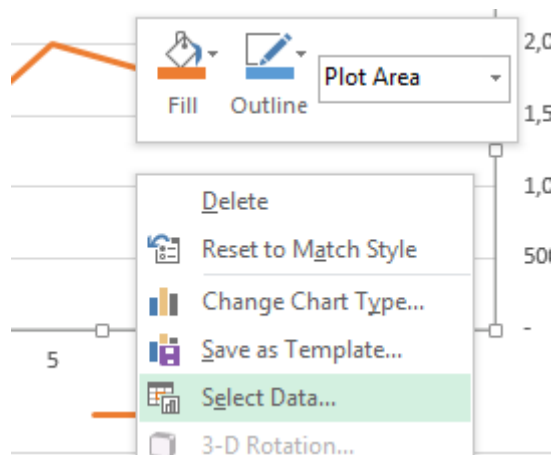 2,0
Plot Area
Fill Outline
1,5
1,0
Delete
Reset to Match Style
500
Change Chart Type...
-
5
Save as Template...
Select Data...
3-D Rotation...